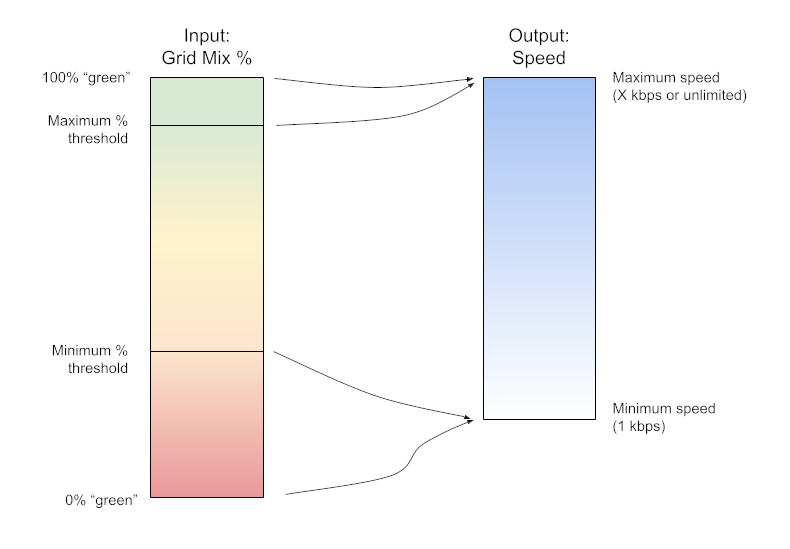 Input:
Grid Mix %
Output:
Speed
100% “green”
Maximum speed
(X kbps or unlimited)
Maximum %
threshold
Minimum %
threshold
Minimum speed
(1 kbps)
0% “green”